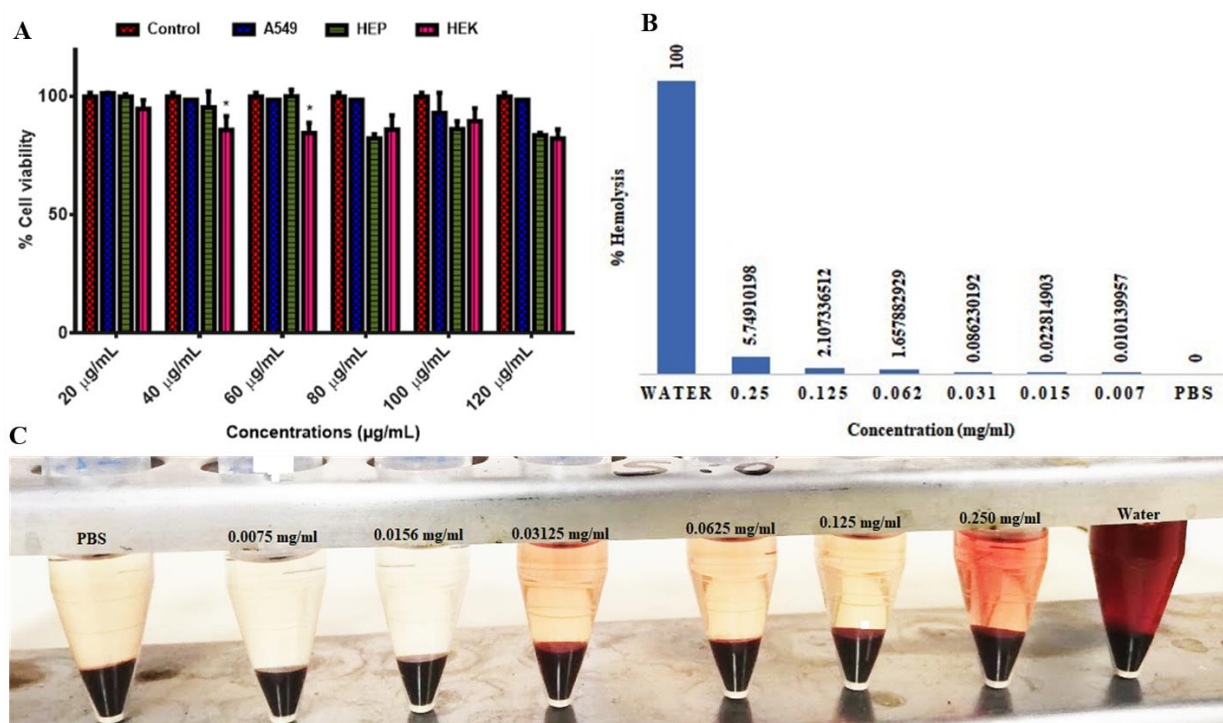 A
Control A549 HEP HEK
% Cell viability
100
50
0
* *
20 µg/mL 40 µg/mL 60 µg/mL 80 µg/mL 100 µg/mL 120 µg/mL
Concentrations (µg/mL)
B
% Hemolysis
100 5.74910198 2.107336512 1.657882929 0.086230192 0.022814903 0.010139957 0
WATER 0.25 0.125 0.062 0.031 0.015 0.007 PBS
Concentration (mg/ml)
C
PBS 0.0075 mg/ml 0.0156 mg/ml 0.03125 mg/ml 0.0625 mg/ml 0.125 mg/ml 0.250 mg/ml Water